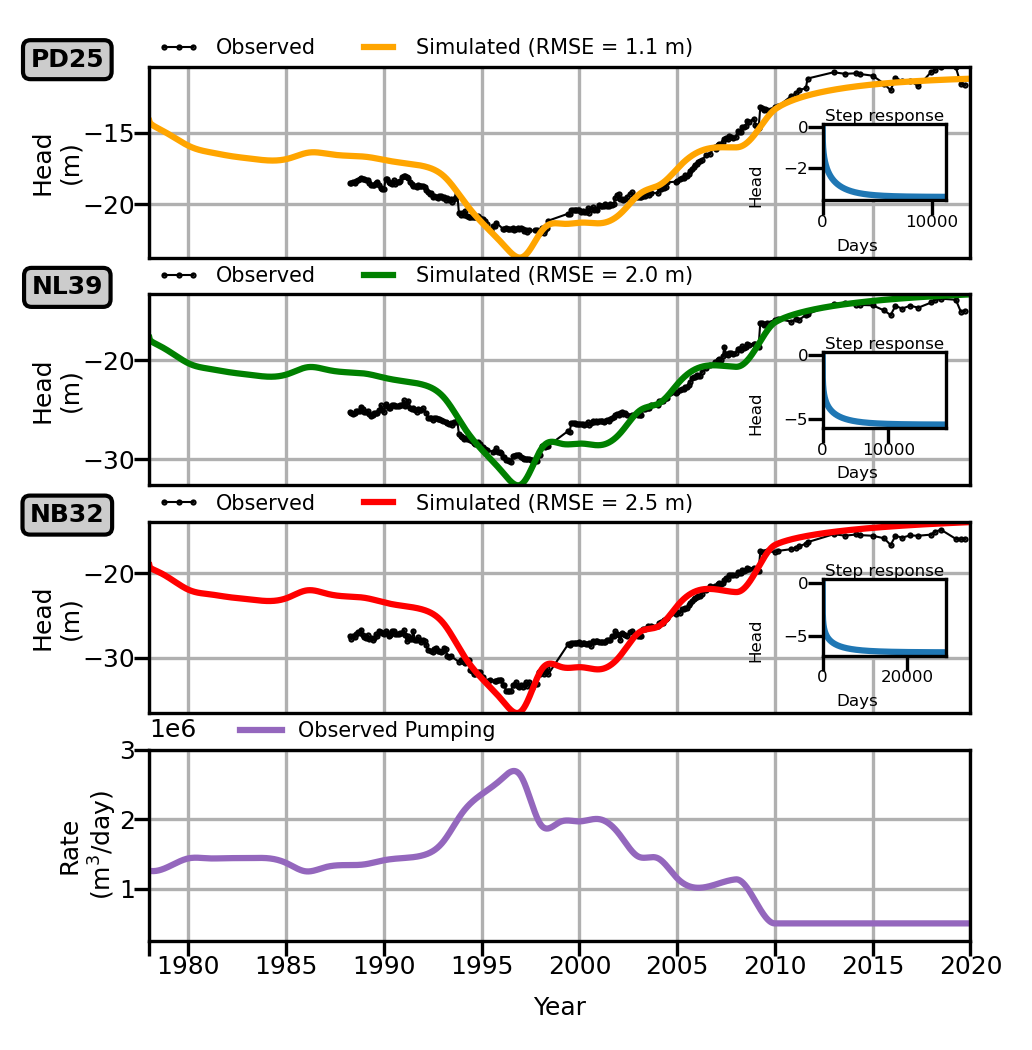 PD25
Observed
Simulated (RMSE = 1.1 m)
Head
(m)
−15
−20
Step response
Head
0
−2
0
10000
Days
NL39
Observed
Simulated (RMSE = 2.0 m)
Head
(m)
−20
−30
Step response
Head
0
−5
0
10000
Days
NB32
Observed
Simulated (RMSE = 2.5 m)
Head
(m)
−20
−30
Step response
Head
0
−5
0
20000
Days
1e6
Observed Pumping
Rate
(m³/day)
3
2
1
1980 1985 1990 1995 2000 2005 2010 2015 2020
Year